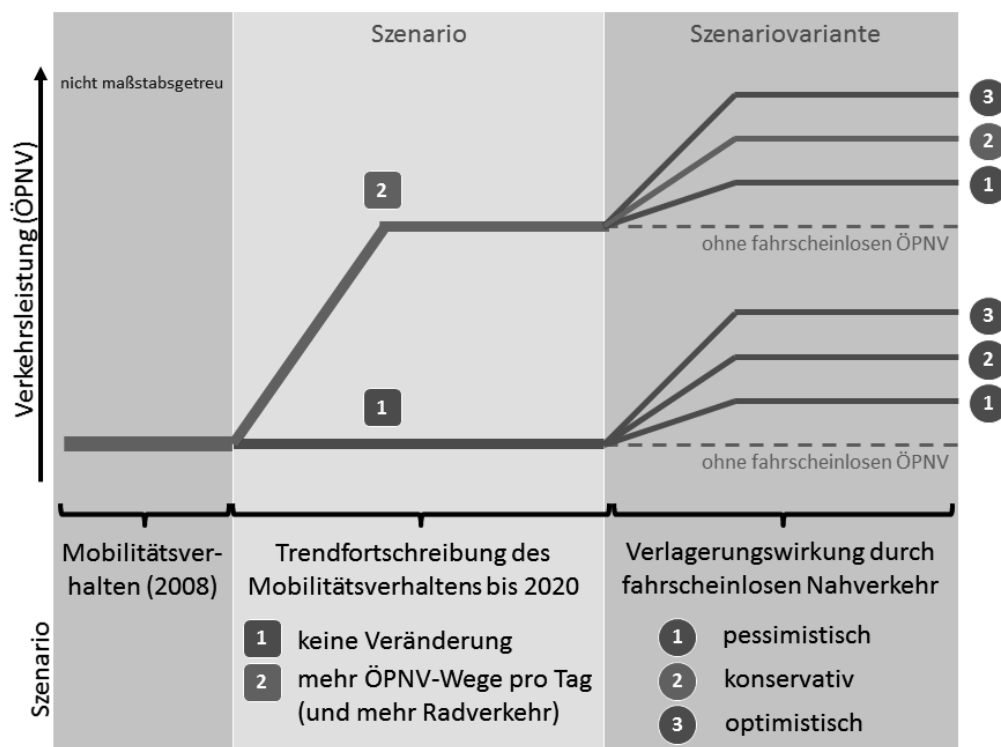 Szenario
Szenariovariante
nicht maßstabsgetreu
Verkehrsleistung (ÖPNV)
3
2
1
2
ohne fahrscheinlosen ÖPNV
3
2
1
1
ohne fahrscheinlosen ÖPNV
Mobilitätsver-
halten (2008)
Trendfortschreibung des
Mobilitätsverhaltens bis 2020
Verlagerungswirkung durch
fahrscheinlosen Nahverkehr
Szenario
1 keine Veränderung
2 mehr ÖPNV-Wege pro Tag
(und mehr Radverkehr)
1 pessimistisch
2 konservativ
3 optimistisch